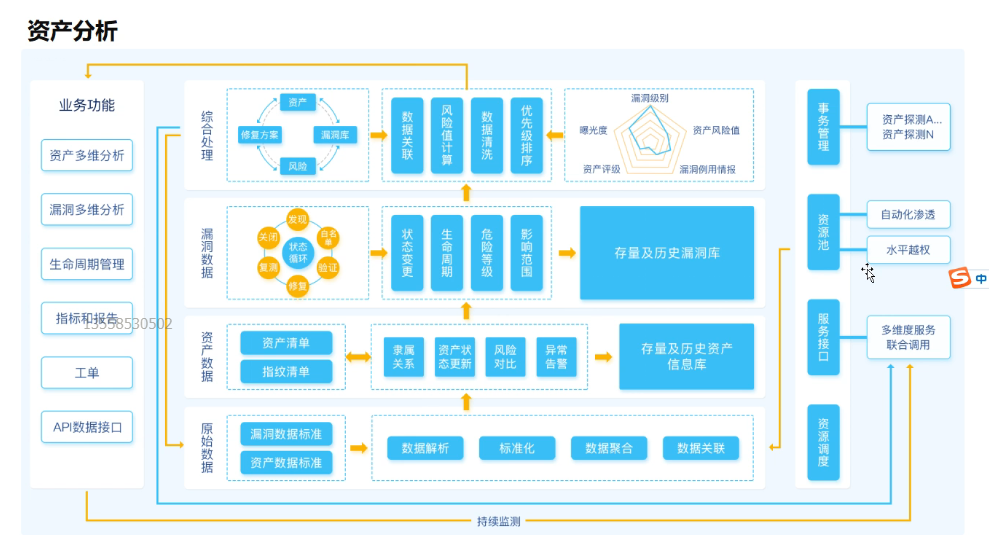 资产分析
业务功能
资产多维分析
漏洞多维分析
生命周期管理
指标和报告
13558530502
工单
API数据接口
综合处理
资产
修复方案
漏洞库
风险
数据关联
风险值计算
数据清洗
优先级排序
漏洞级别
曝光度
资产风险值
资产评级
漏洞例用情报
漏洞数据
发现
关闭
白名
单
状态
循环
复测
验证
修复
状态变更
生命周期
危险等级
影响范围
存量及历史漏洞库
资产数据
资产清单
指纹清单
隶属
关系
资产状
态更新
风险
对比
异常
告警
存量及历史资产
信息库
原始数据
漏洞数据标准
资产数据标准
数据解析
标准化
数据聚合
数据关联
事务管理
资产探测A...
资产探测N
资源池
自动化渗透
水平越权
服务接口
多维度服务
联合调用
资源调度
持续监测
S
中